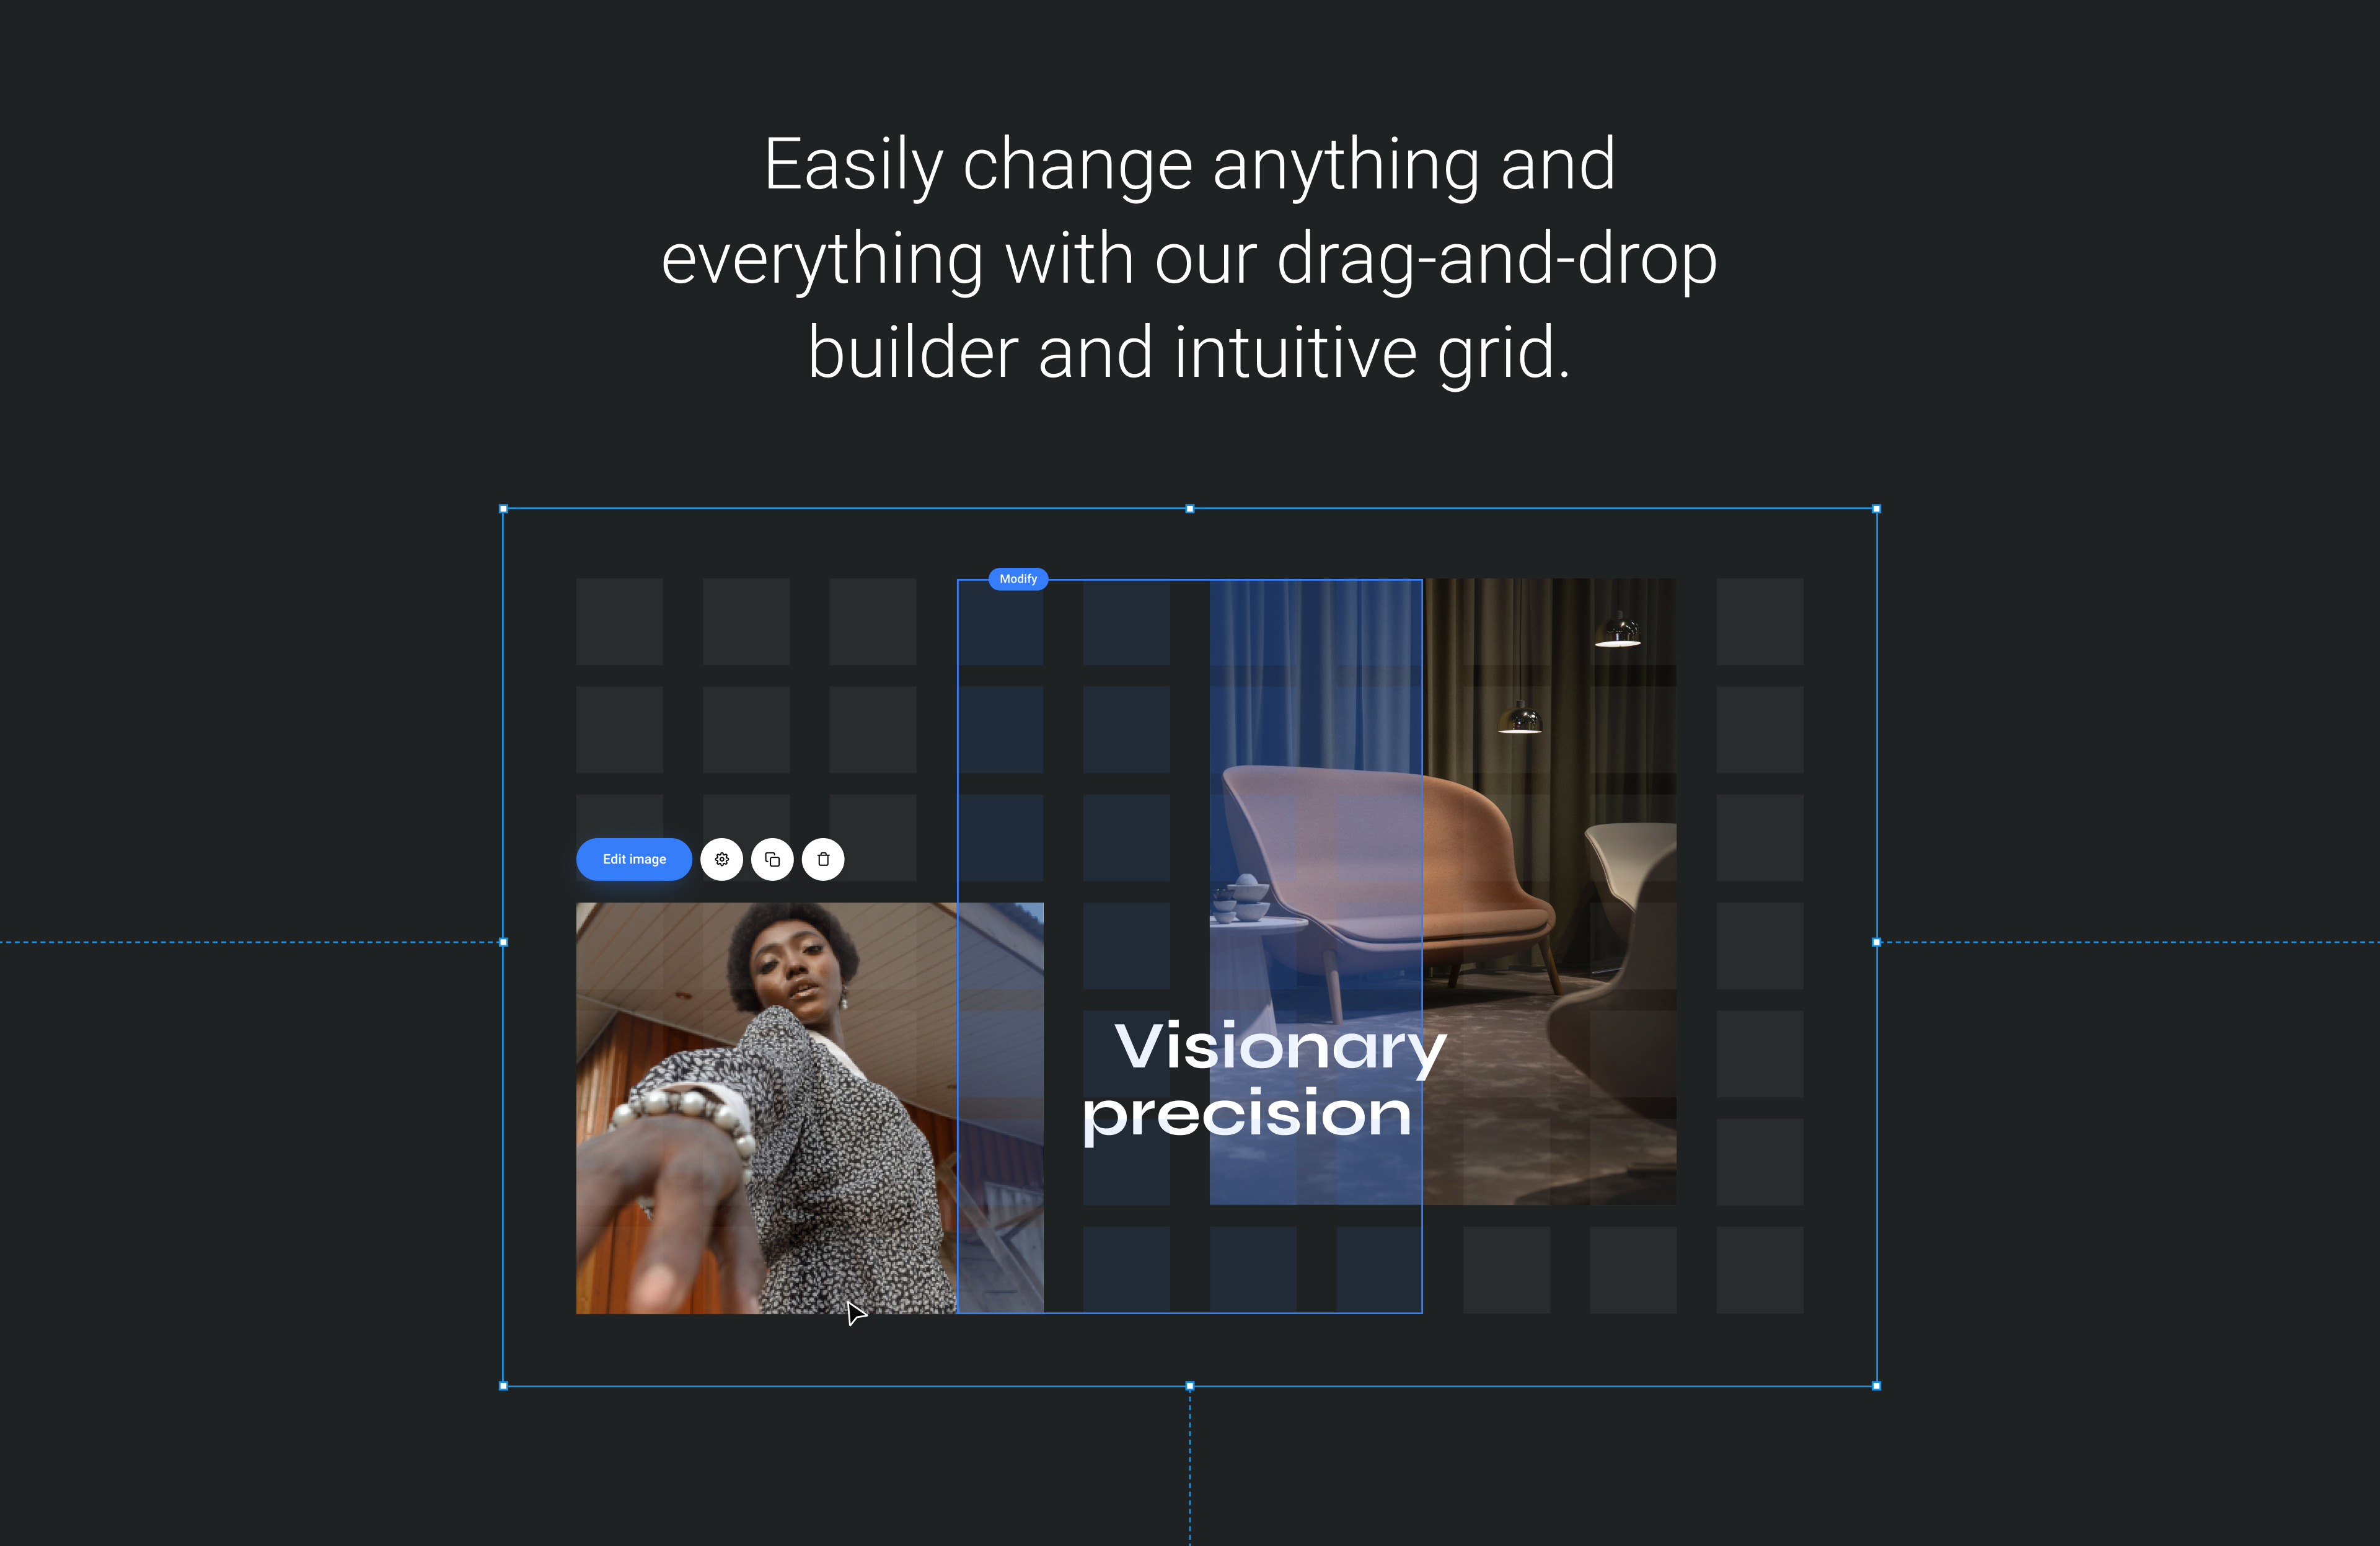 Easily change anything and
everything with our drag-and-drop
builder and intuitive grid.
Modify
Edit image
Visionary
precision